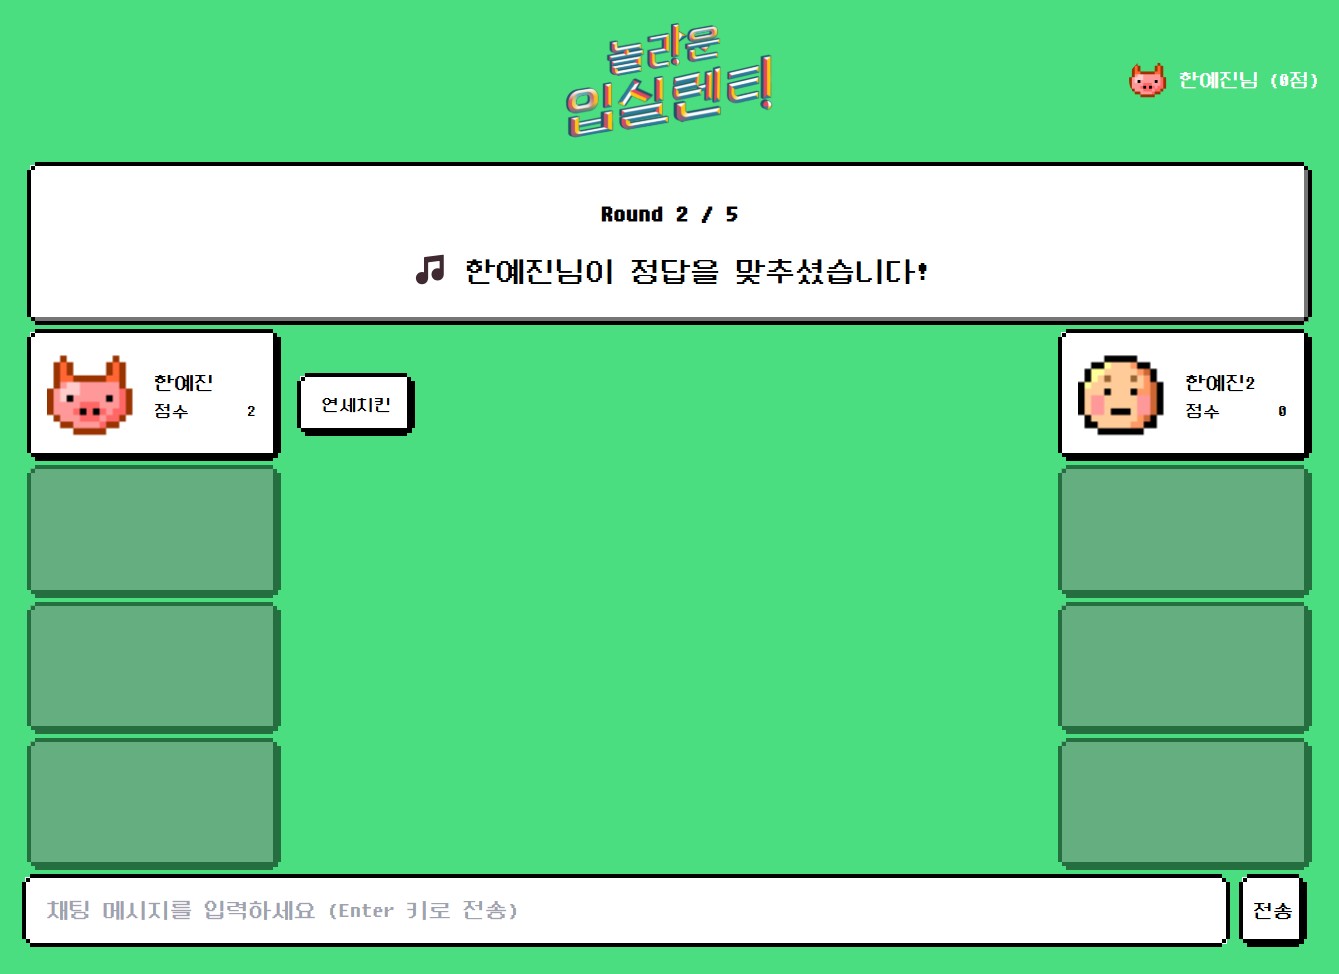 놀라운
입실렌티!
한예진님 (0점)
Round 2 / 5
한예진님이 정답을 맞추셨습니다!
한예진
점수 2
연세치킨
한예진2
점수 0
채팅 메시지를 입력하세요 (Enter 키로 전송)
전송